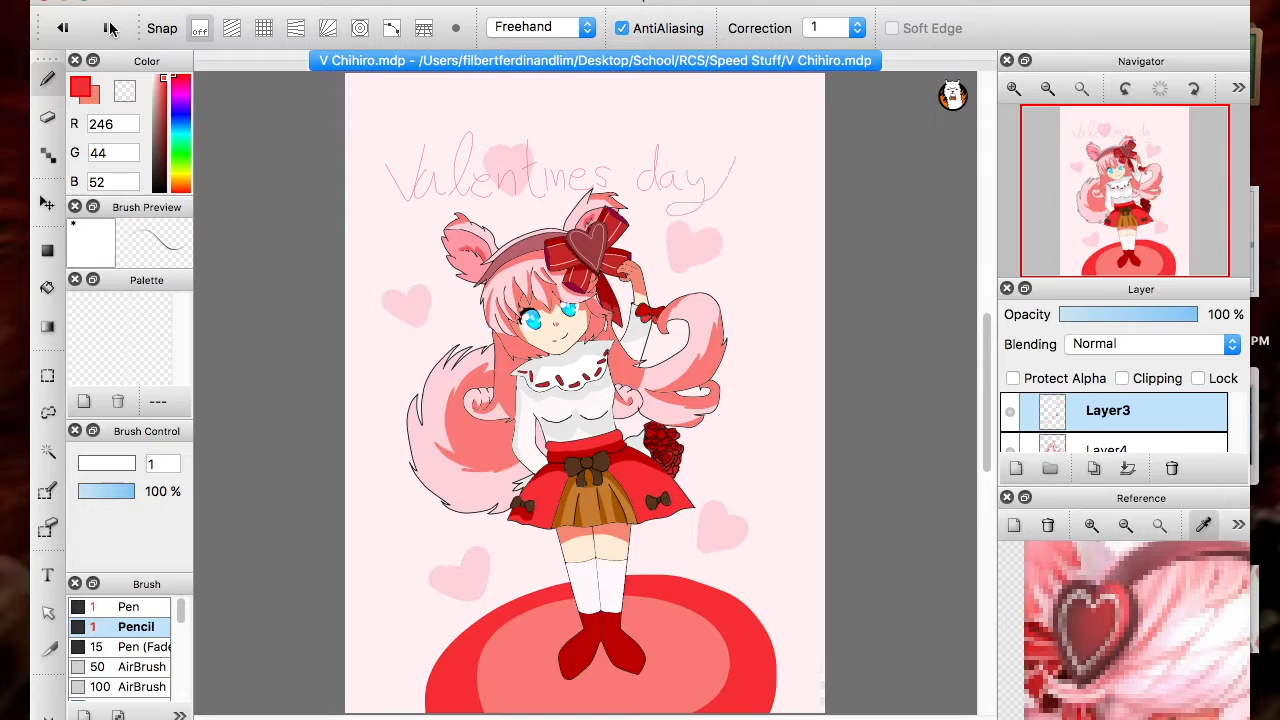 Snap off Freehand AntiAliasing Correction 1 Soft Edge
V Chihiro.mdp - /Users/filbertferdinandlim/Desktop/School/RCS/Speed Stuff/V Chihiro.mdp
Color
R 246
G 44
B 52
Brush Preview
*
Palette
---
Brush Control
1
100 %
Brush
1 Pen
1 Pencil
15 Pen (Fade
50 AirBrush
100 AirBrush
T
Valentines day
Navigator
Layer
Opacity 100 %
Blending Normal
Protect Alpha Clipping Lock
Layer3
Layer4
Reference
PM